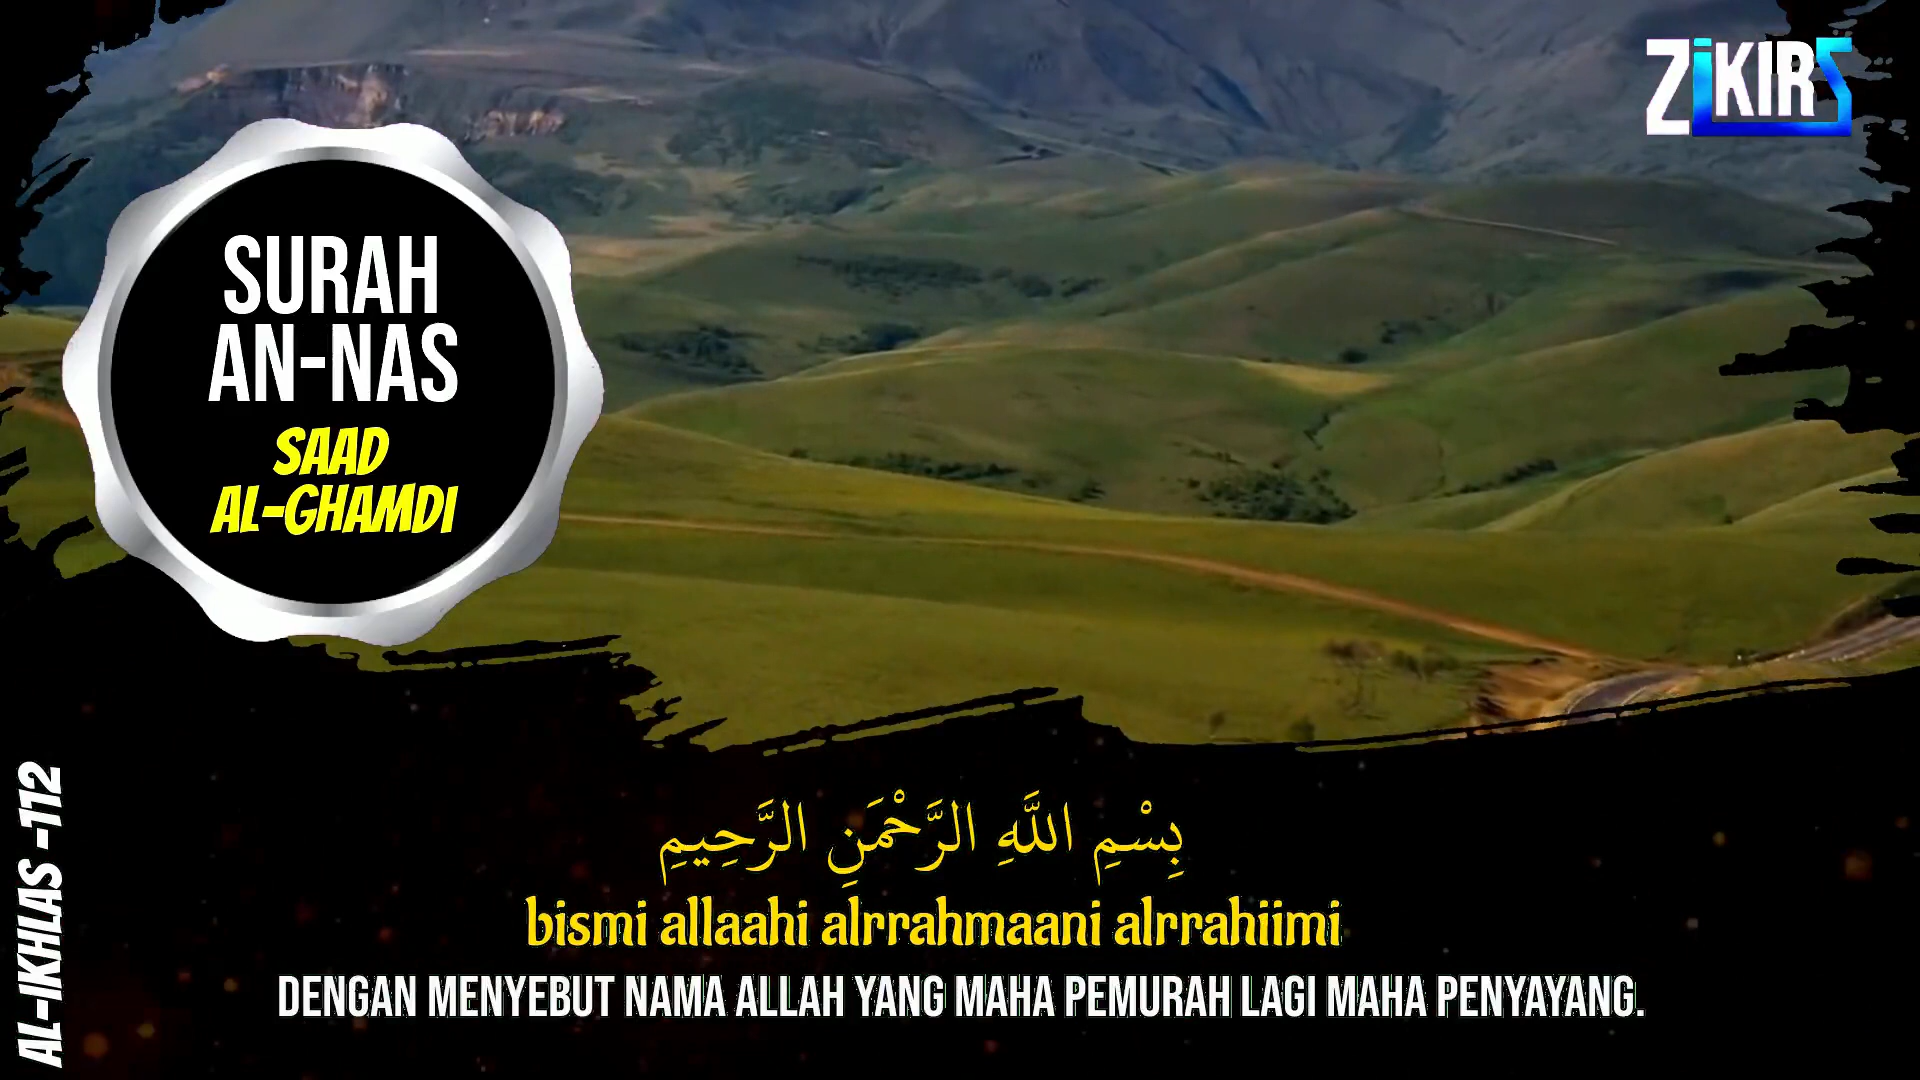 ZiKIRS
SURAH
AN-NAS
SAAD
AL-GHAMDI
AL-IKHLAS -112
بِسْمِ اللَّهِ الرَّحْمَنِ الرَّحِيمِ
bismi allaahi alrrahmaani alrrahiimi
DENGAN MENYEBUT NAMA ALLAH YANG MAHA PEMURAH LAGI MAHA PENYAYANG.